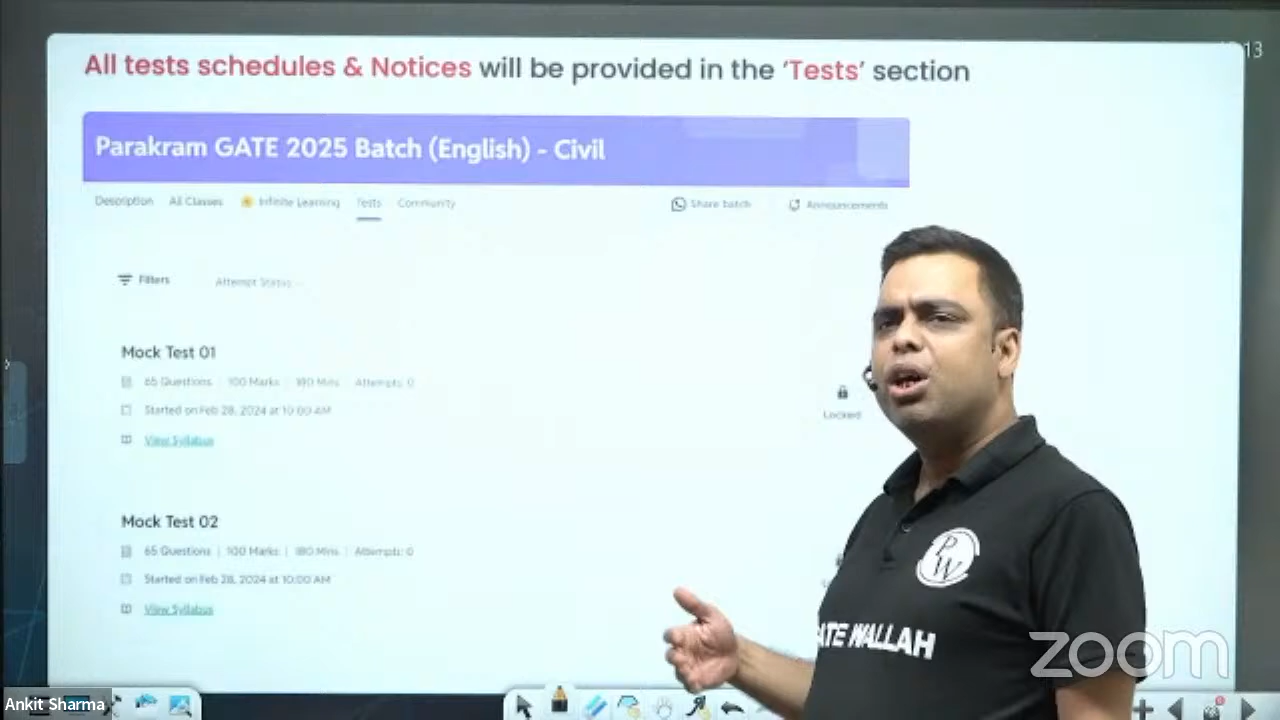 All tests schedules & Notices will be provided in the ‘Tests’ section
13
Parakram GATE 2025 Batch (English) - Civil
Description All Classes Infinite Learning Tests Community Share batch Announcements
Filters Attempt Status
Mock Test 01
65 Questions | 100 Marks | 180 Mins Attempts: 0
Started on Feb 28, 2024 at 10:00 AM
View Syllabus
Locked
Mock Test 02
65 Questions | 100 Marks | 180 Mins | Attempts: 0
Started on Feb 28, 2024 at 10:00 AM
View Syllabus
PW
ATE WALLAH
zoom
Ankit Sharma